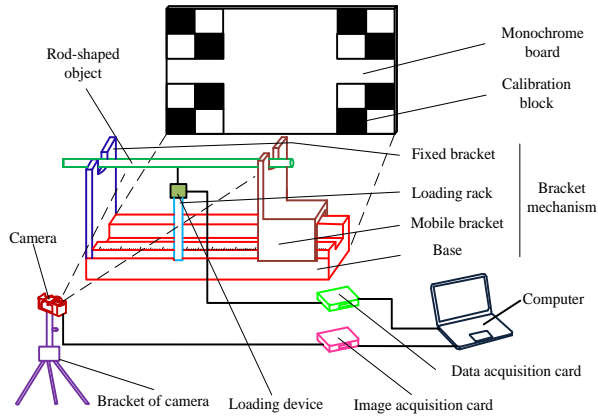 Rod-shaped
object
Monochrome
board
Calibration
block
Fixed bracket
Loading rack
Mobile bracket
Base
Bracket
mechanism
Camera
Computer
Data acquisition card
Bracket of camera
Loading device
Image acquisition card